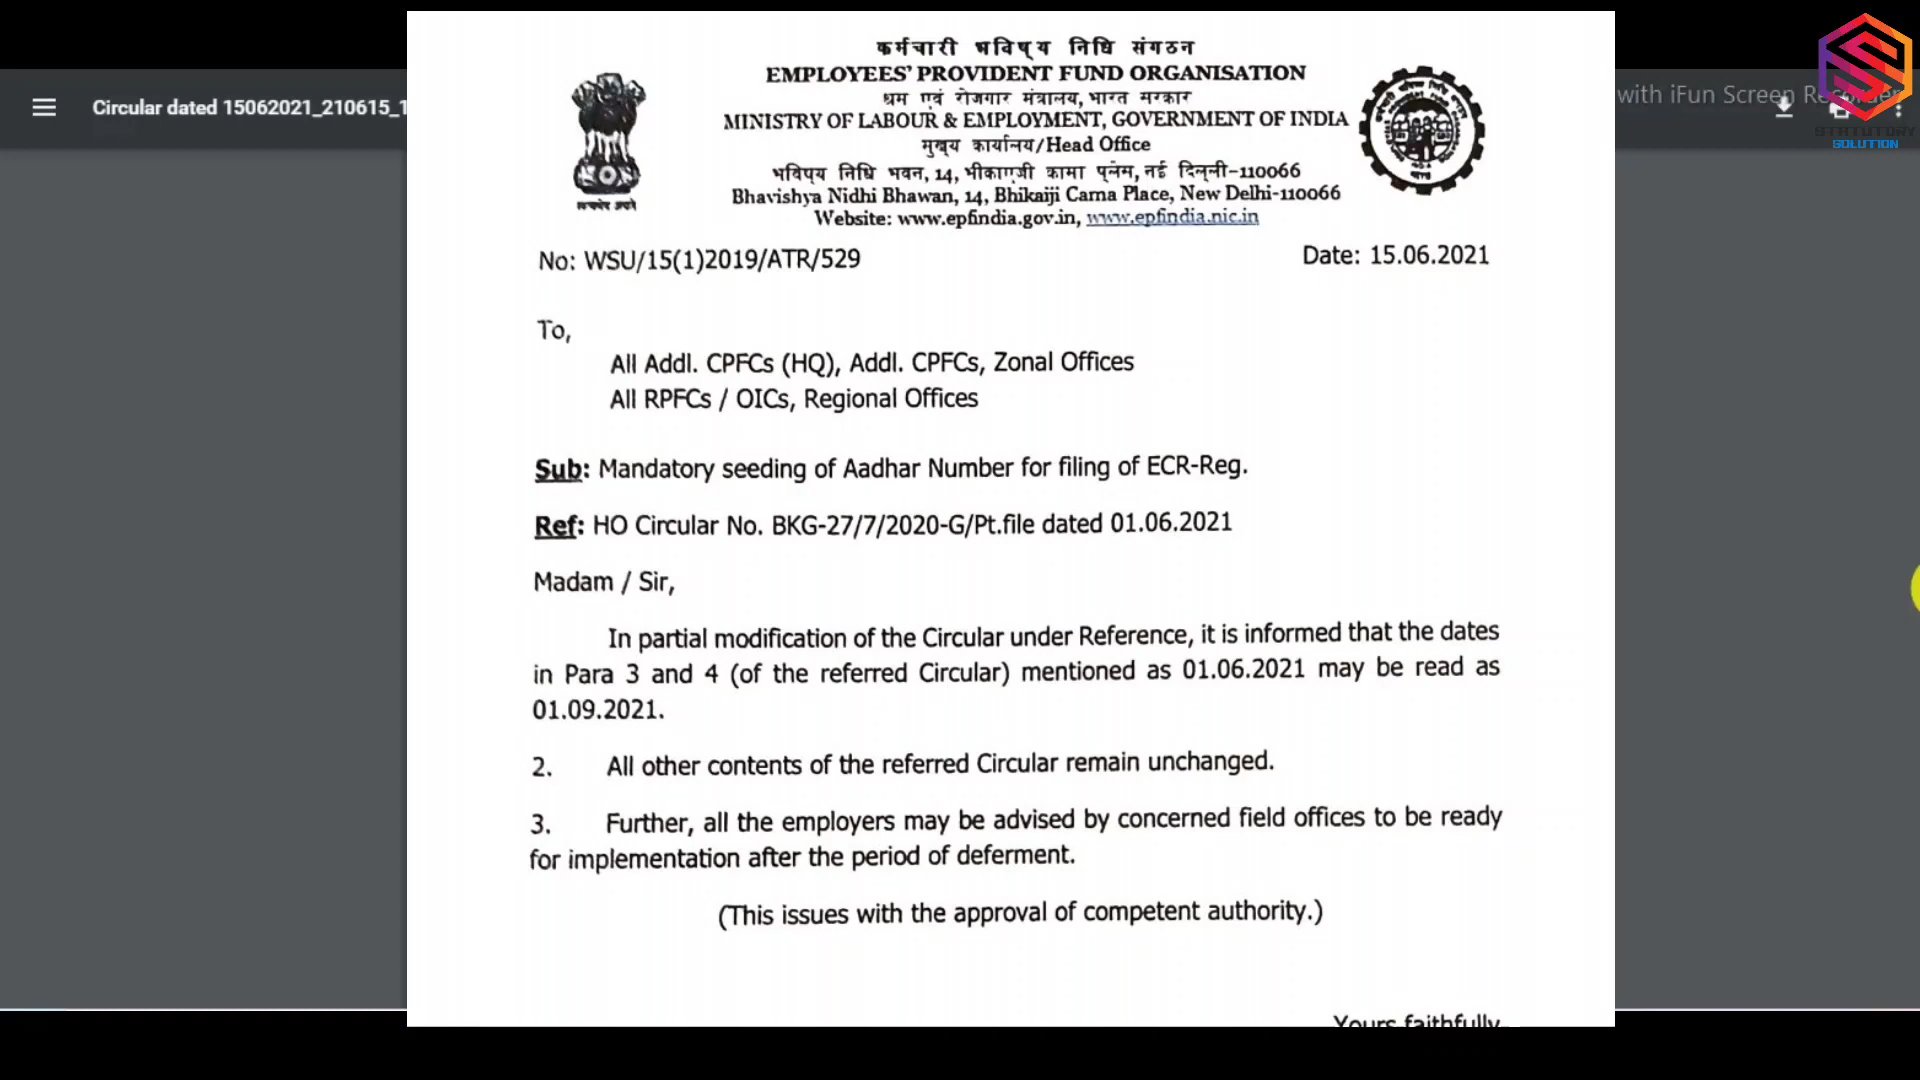 कर्मचारी भविष्य निधि संगठन
EMPLOYEES' PROVIDENT FUND ORGANISATION
श्रम एवं रोजगार मंत्रालय, भारत सरकार
MINISTRY OF LABOUR & EMPLOYMENT, GOVERNMENT OF INDIA
मुख्य कार्यालय/Head Office
भविष्य निधि भवन, 14, भीकाएजी कामा प्लेस, नई दिल्ली-110066
Bhavishya Nidhi Bhawan, 14, Bhikaiji Cama Place, New Delhi-110066
Website: www.epfindia.gov.in, www.epfindia.nic.in
Circular dated 15062021_210615_1
with iFun Screen Recorder
STATUTORY
SOLUTION
सत्यमेव जयते
No: WSU/15(1)2019/ATR/529
Date: 15.06.2021
To,
All Addl. CPFCs (HQ), Addl. CPFCs, Zonal Offices
All RPFCs / OICs, Regional Offices
Sub: Mandatory seeding of Aadhar Number for filing of ECR-Reg.
Ref: HO Circular No. BKG-27/7/2020-G/Pt.file dated 01.06.2021
Madam / Sir,
In partial modification of the Circular under Reference, it is informed that the dates
in Para 3 and 4 (of the referred Circular) mentioned as 01.06.2021 may be read as
01.09.2021.
2. All other contents of the referred Circular remain unchanged.
3. Further, all the employers may be advised by concerned field offices to be ready
for implementation after the period of deferment.
(This issues with the approval of competent authority.)
Yours faithfully